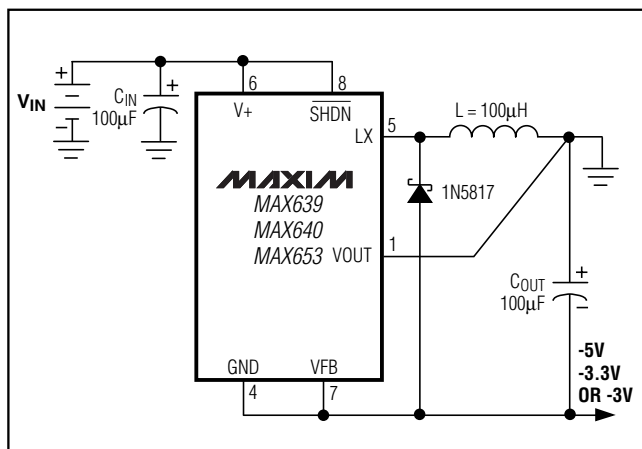 VIN
+
−
CIN
100µF
+
6
V+
8
SHDN
LX
5
L = 100µH
MAXIM
MAX639
MAX640
MAX653
VOUT
1
1N5817
COUT
100µF
+
−
GND
4
VFB
7
-5V
-3.3V
OR -3V